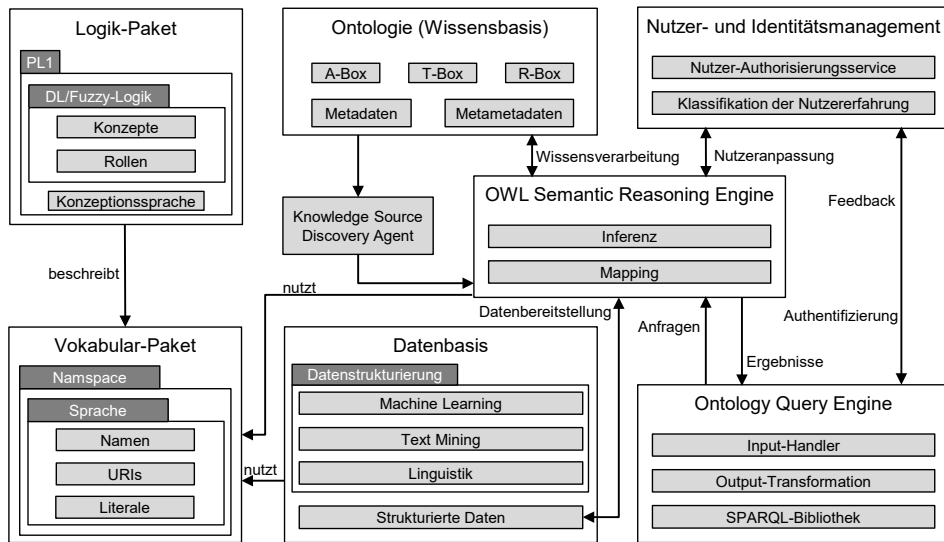 Logik-Paket
PL1
DL/Fuzzy-Logik
Konzepte
Rollen
Konzeptionssprache
beschreibt
Ontologie (Wissensbasis)
A-Box
T-Box
R-Box
Metadaten
Metametadaten
Nutzer- und Identitätsmanagement
Nutzer-Authorisierungsservice
Klassifikation der Nutzererfahrung
Wissensverarbeitung
Nutzeranpassung
Feedback
Knowledge Source
Discovery Agent
OWL Semantic Reasoning Engine
Inferenz
Mapping
nutzt
Datenbereitstellung
Anfragen
Authentifizierung
Ergebnisse
Vokabular-Paket
Namspace
Sprache
Namen
URIs
Literale
nutzt
Datenbasis
Datenstrukturierung
Machine Learning
Text Mining
Linguistik
Strukturierte Daten
Ontology Query Engine
Input-Handler
Output-Transformation
SPARQL-Bibliothek